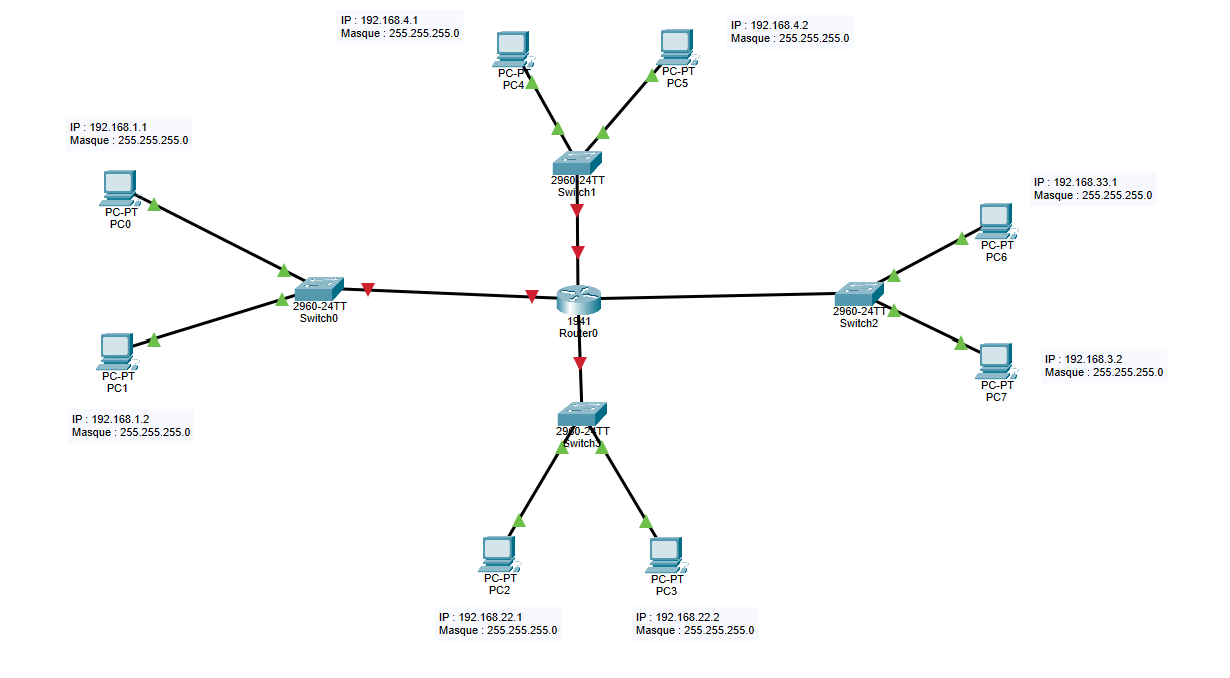 IP : 192.168.4.1
Masque : 255.255.255.0
IP : 192.168.4.2
Masque : 255.255.255.0
PC-PT
PC4
PC-PT
PC5
IP : 192.168.1.1
Masque : 255.255.255.0
2960-24TT
Switch1
IP : 192.168.33.1
Masque : 255.255.255.0
PC-PT
PC0
PC-PT
PC6
2960-24TT
Switch0
1941
Router0
2960-24TT
Switch2
IP : 192.168.3.2
Masque : 255.255.255.0
PC-PT
PC1
PC-PT
PC7
IP : 192.168.1.2
Masque : 255.255.255.0
2960-24TT
Switch3
PC-PT
PC2
PC-PT
PC3
IP : 192.168.22.1
Masque : 255.255.255.0
IP : 192.168.22.2
Masque : 255.255.255.0